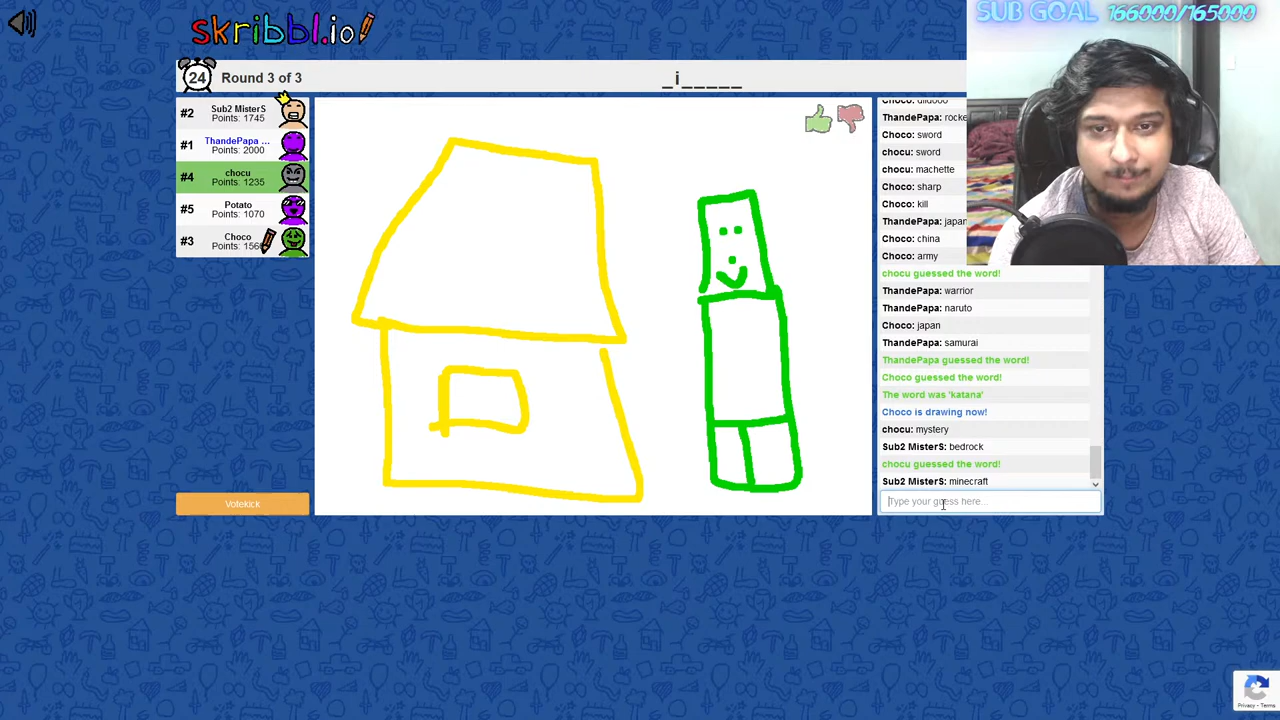 SUB GOAL 166000/165000
skribbl.io
24
Round 3 of 3
_i_____
#2
Sub2 MisterS
Points: 1745
#1
ThandePapa ...
Points: 2000
#4
chocu
Points: 1235
#5
Potato
Points: 1070
#3
Choco
Votekick
ThandePapa: rocke
Choco: sword
chocu: sword
chocu: machette
Choco: sharp
Choco: kill
ThandePapa: japan
Choco: china
Choco: army
chocu guessed the word!
ThandePapa: warrior
ThandePapa: naruto
Choco: japan
ThandePapa: samurai
ThandePapa guessed the word!
Choco guessed the word!
The word was 'katana'
Choco is drawing now!
chocu: mystery
Sub2 MisterS: bedrock
chocu guessed the word!
Sub2 MisterS: minecraft
Type your guess here...
Privacy - Terms